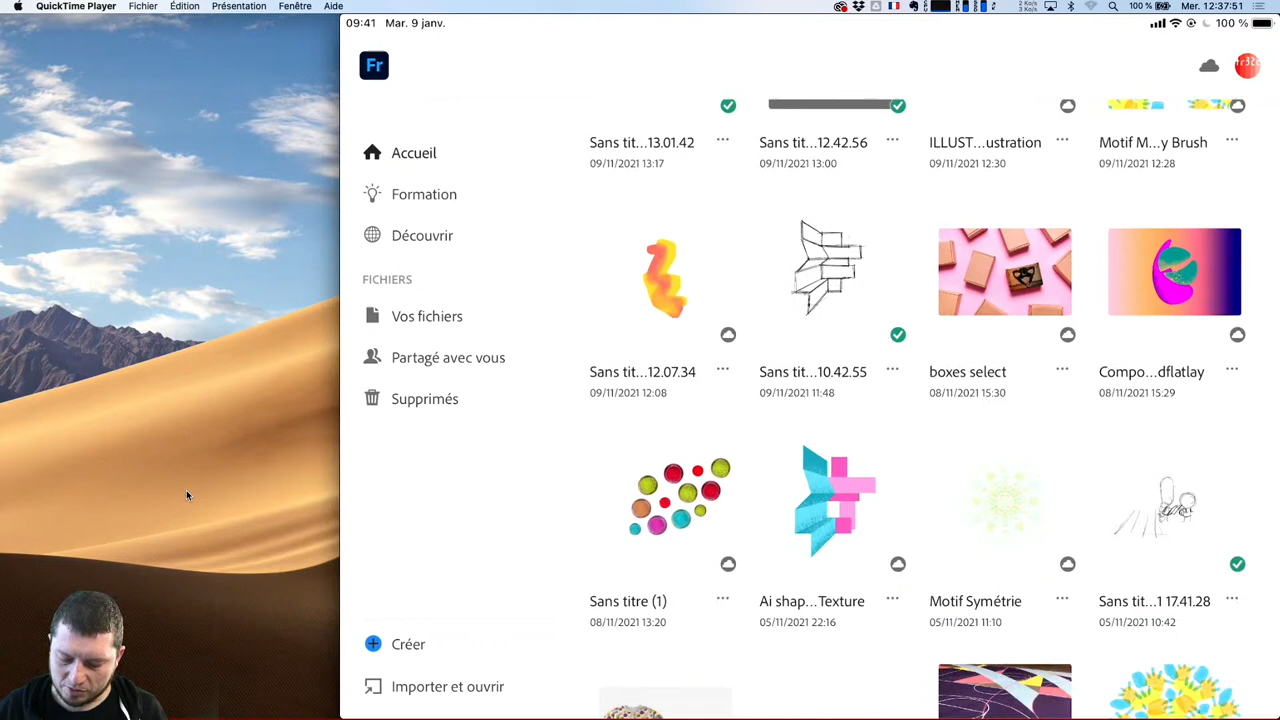 QuickTime Player Fichier Édition Présentation Fenêtre Aide
100 % Mer. 12:37:51
09:41 Mar. 9 janv.
100 %
Fr
Accueil
Formation
Découvrir
FICHIERS
Vos fichiers
Partagé avec vous
Supprimés
Créer
Importer et ouvrir
Sans tit...13.01.42 ... Sans tit...12.42.56 ... ILLUST...ustration ... Motif M...y Brush ...
09/11/2021 13:17 09/11/2021 13:00 09/11/2021 12:30 09/11/2021 12:28
Sans tit...12.07.34 ... Sans tit...10.42.55 ... boxes select ... Compo...dflatlay ...
09/11/2021 12:08 09/11/2021 11:48 08/11/2021 15:30 08/11/2021 15:29
Sans titre (1) ... Ai shap...Texture ... Motif Symétrie ... Sans tit...1 17.41.28 ...
08/11/2021 13:20 05/11/2021 22:16 05/11/2021 11:10 05/11/2021 10:42